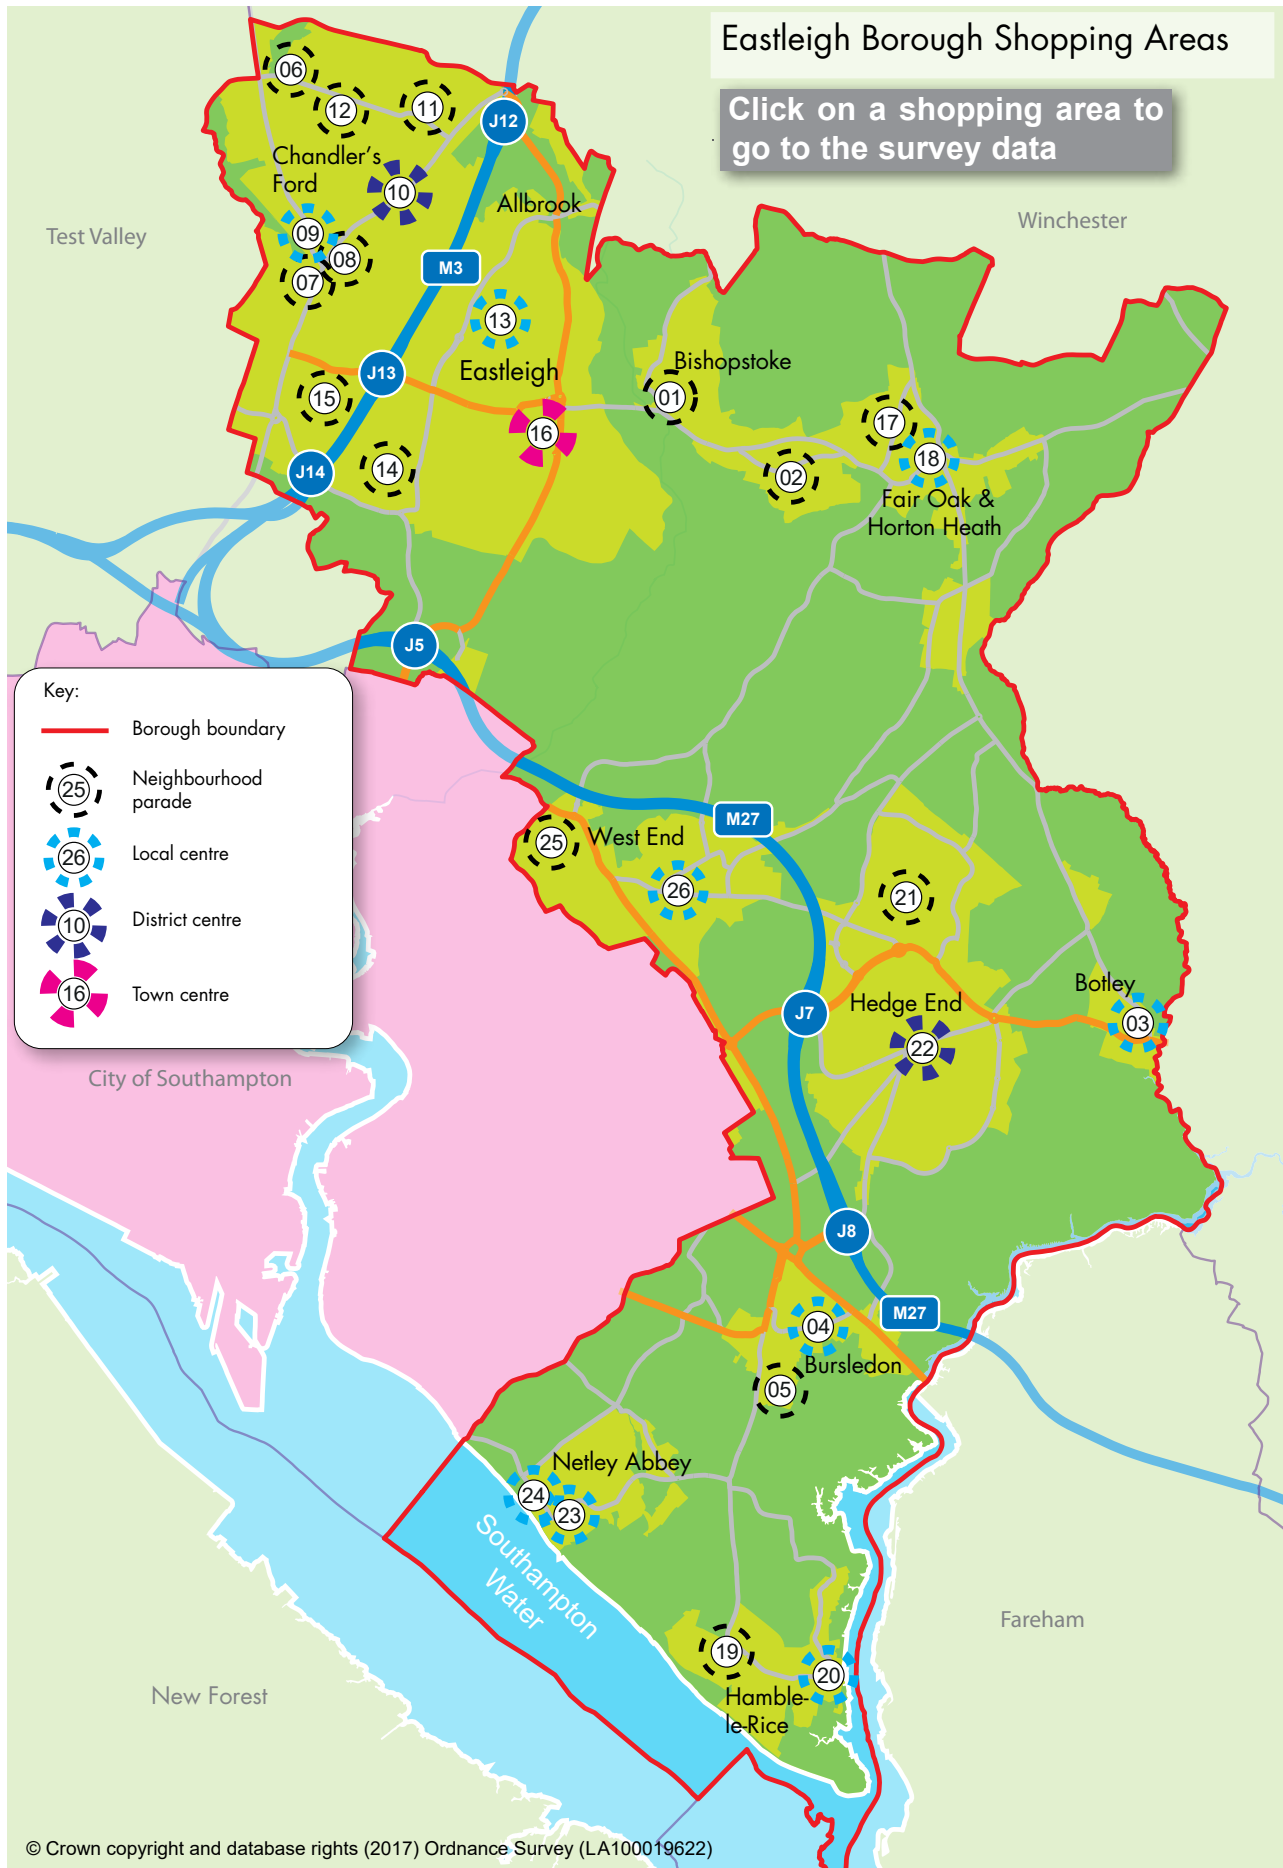 Eastleigh Borough Shopping Areas
Click on a shopping area to
go to the survey data
06
12
11
J12
Chandler's
Ford
10
Allbrook
Test Valley
Winchester
09
08
07
M3
13
Eastleigh
J13
Bishopstoke
15
01
16
17
18
14
J14
02
Fair Oak &
Horton Heath
J5
Key:
Borough boundary
25
Neighbourhood
parade
26
Local centre
10
District centre
16
Town centre
M27
25
West End
26
21
Botley
Hedge End
J7
03
22
City of Southampton
J8
M27
04
Bursledon
05
Netley Abbey
24
23
Southampton
Water
Fareham
19
20
Hamble-
le-Rice
New Forest
© Crown copyright and database rights (2017) Ordnance Survey (LA100019622)